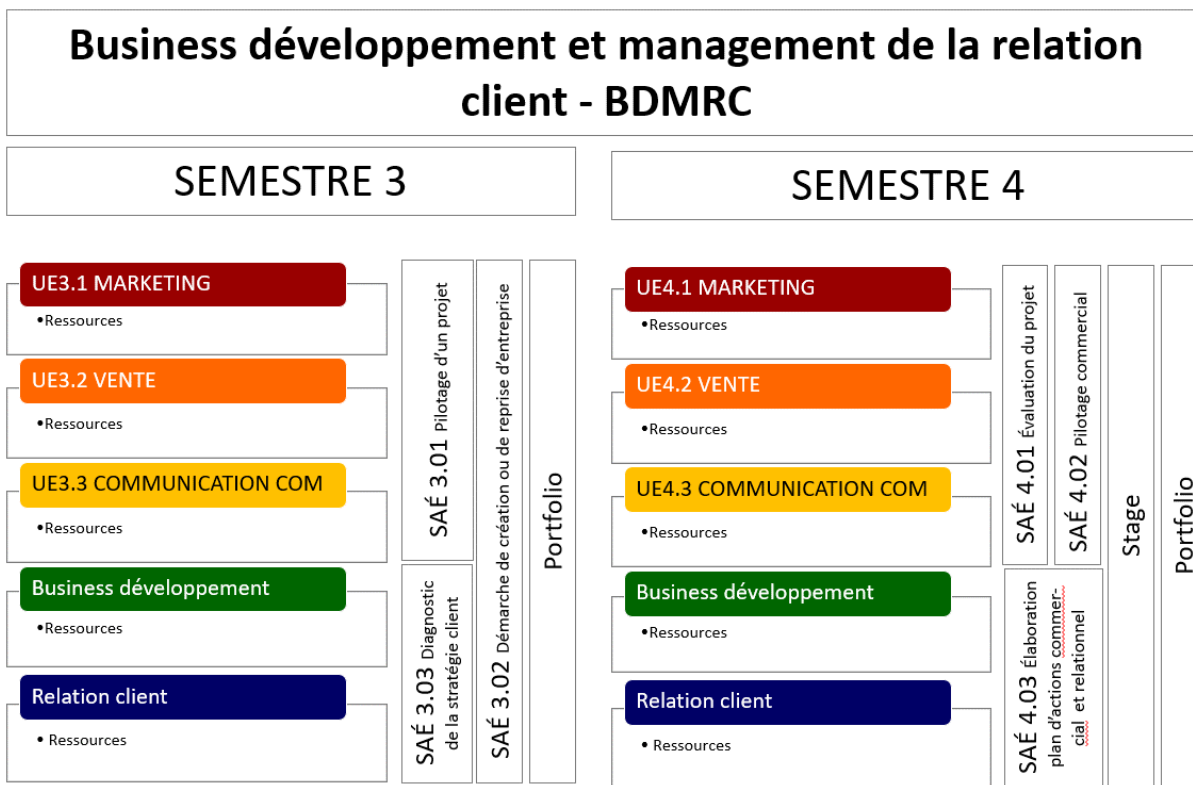 Business développement et management de la relation
client - BDMRC
SEMESTRE 3
UE3.1 MARKETING
•Ressources
UE3.2 VENTE
•Ressources
UE3.3 COMMUNICATION COM
•Ressources
Business développement
•Ressources
Relation client
• Ressources
SAÉ 3.01 Pilotage d'un projet
SAÉ 3.03 Diagnostic
de la stratégie client
SAÉ 3.02 Démarche de création ou de reprise d'entreprise
Portfolio
SEMESTRE 4
UE4.1 MARKETING
•Ressources
UE4.2 VENTE
•Ressources
UE4.3 COMMUNICATION COM
•Ressources
Business développement
•Ressources
Relation client
• Ressources
SAÉ 4.01 Évaluation du projet
SAÉ 4.02 Pilotage commercial
SAÉ 4.03 Élaboration
plan d'actions commer-
cial et relationnel
Stage
Portfolio